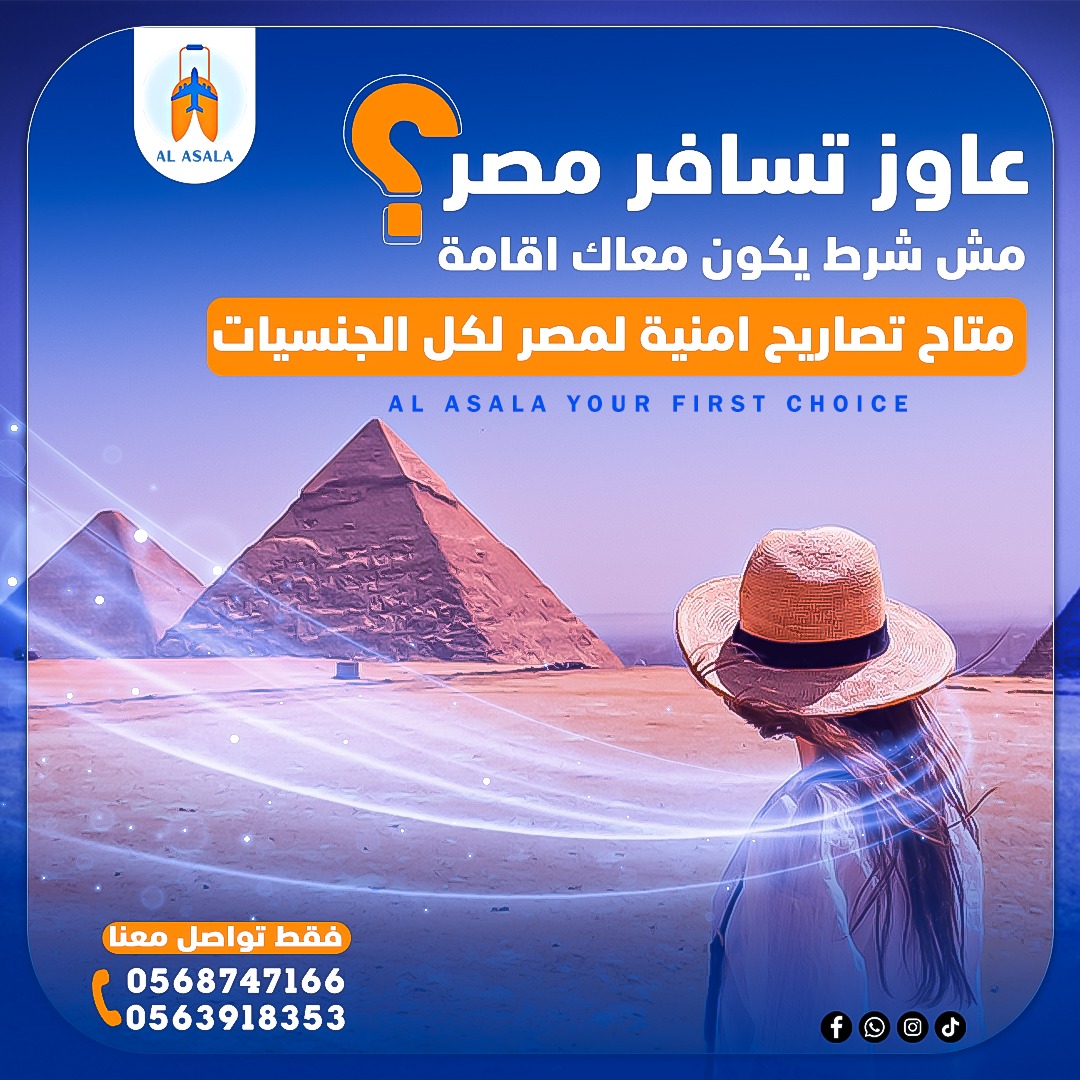 AL ASALA
عاوز تسافر مصر؟
مش شرط يكون معاك اقامة
متاح تصاريح امنية لمصر لكل الجنسيات
AL ASALA YOUR FIRST CHOICE
فقط تواصل معنا
0568747166
0563918353